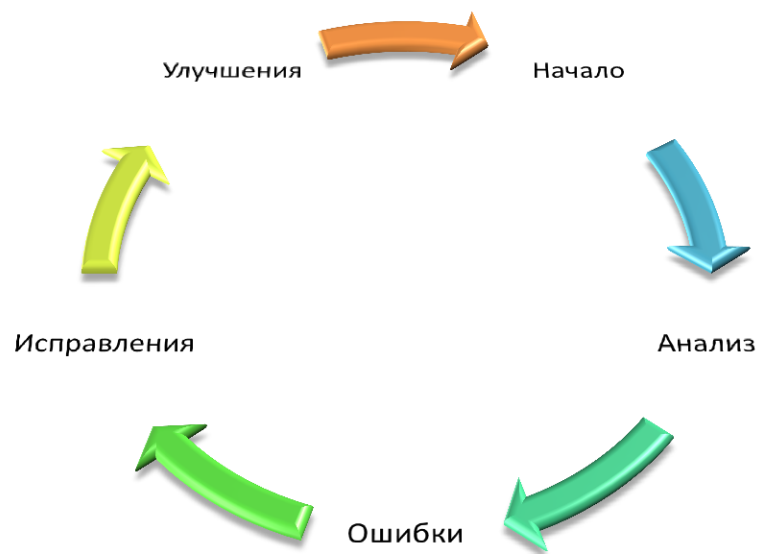 Улучшения
Начало
Исправления
Анализ
Ошибки